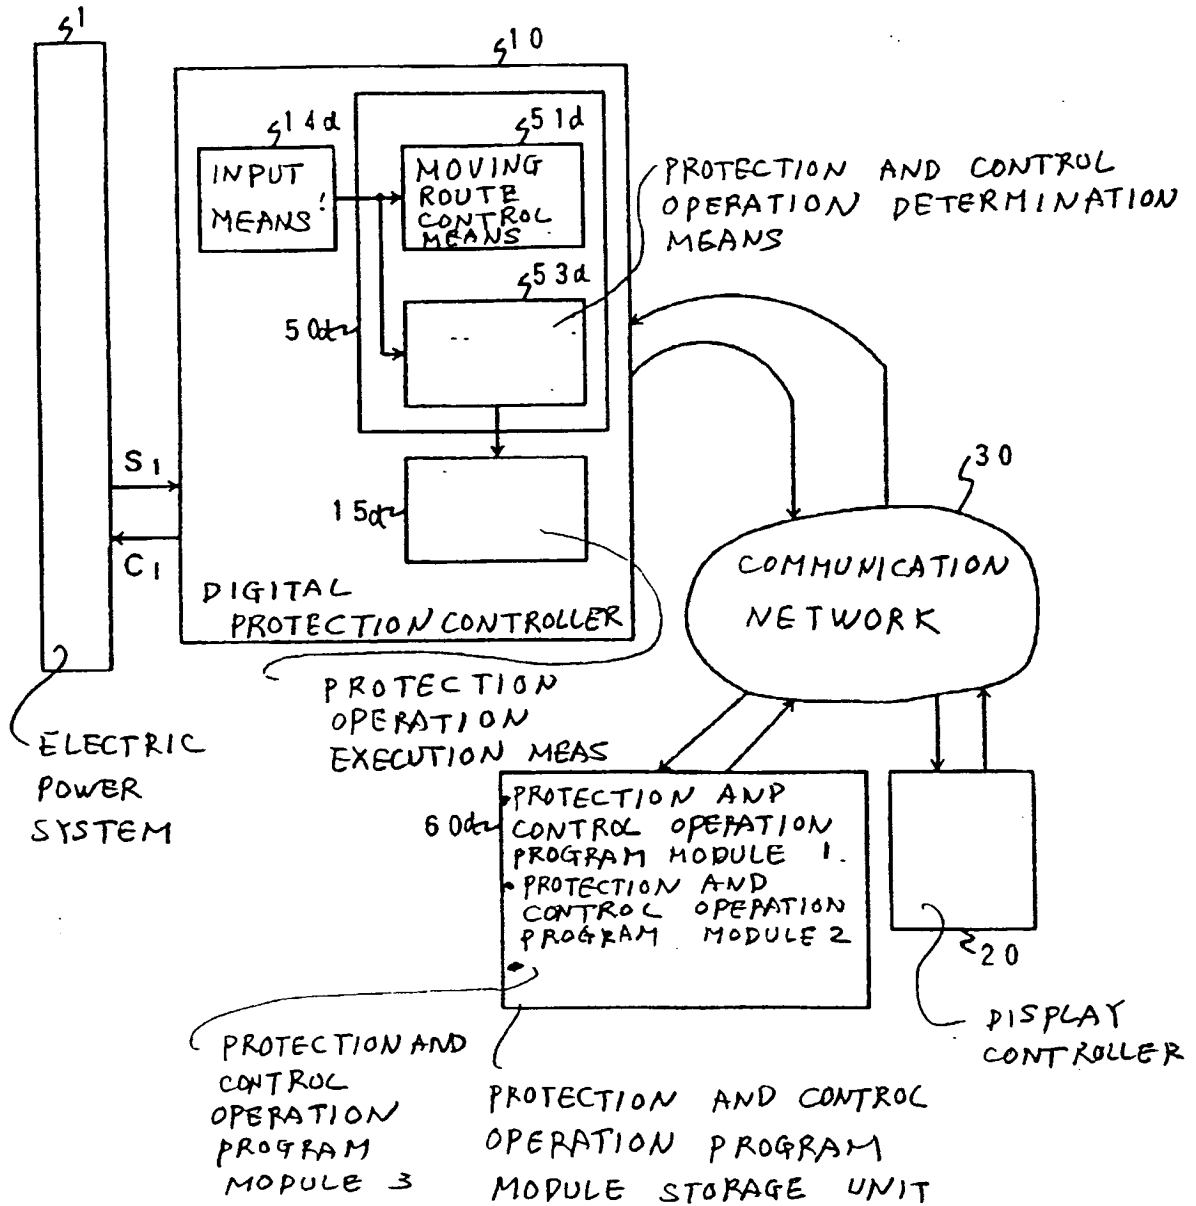 1
10
14d
51d
INPUT
MEANS
MOVING
ROUTE
CONTROL
MEANS
PROTECTION AND CONTROL
OPERATION DETERMINATION
MEANS
53d
50d
S1
C1
15d
30
DIGITAL
PROTECTION CONTROLLER
COMMUNICATION
NETWORK
PROTECTION
OPERATION
EXECUTION MEAS
ELECTRIC
POWER
SYSTEM
60d
PROTECTION AND
CONTROL OPERATION
PROGRAM MODULE 1.
• PROTECTION AND
CONTROL OPERATION
PROGRAM MODULE 2
20
DISPLAY
CONTROLLER
PROTECTION AND
CONTROL
OPERATION
PROGRAM
MODULE 3
PROTECTION AND CONTROL
OPERATION PROGRAM
MODULE STORAGE UNIT